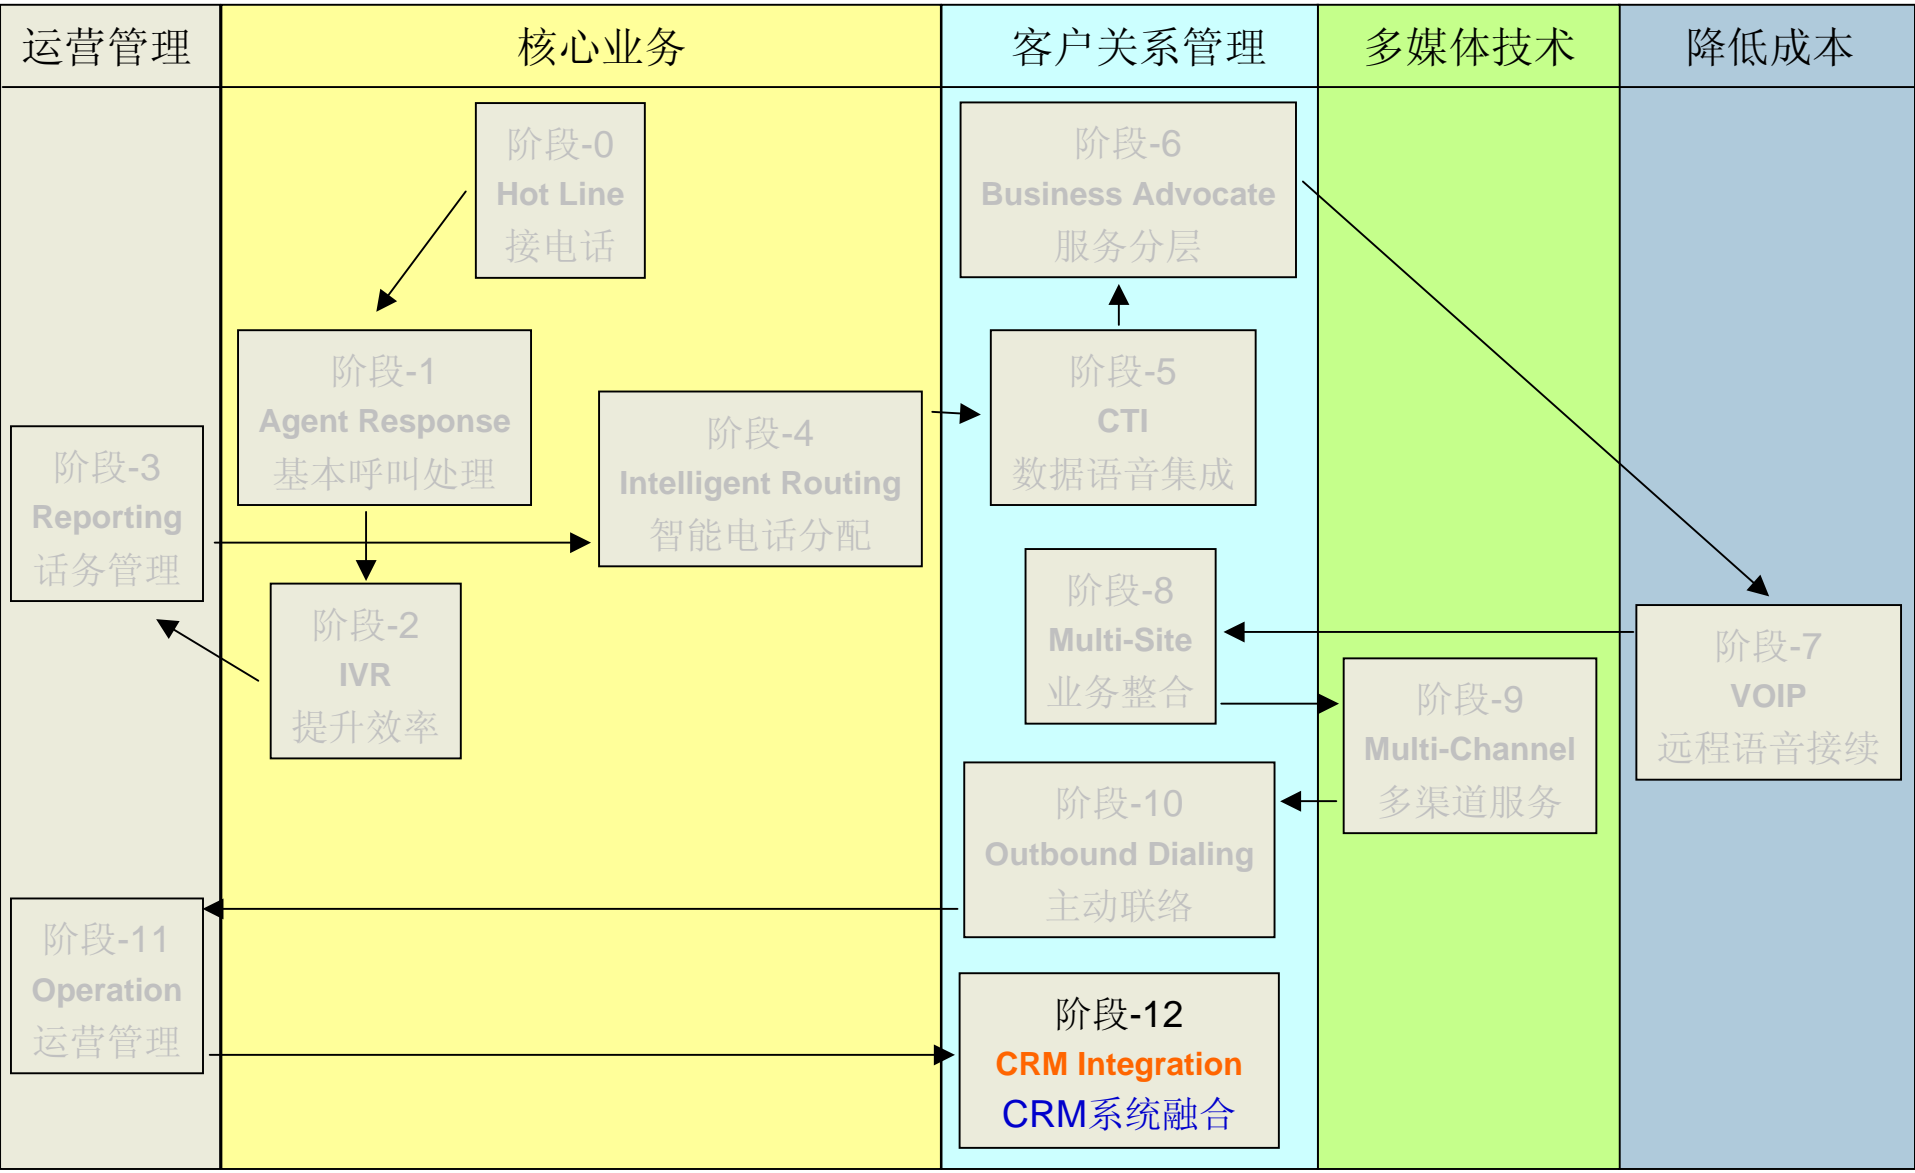 运营管理
核心业务
客户关系管理
多媒体技术
降低成本
阶段-0
Hot Line
接电话
阶段-1
Agent Response
基本呼叫处理
阶段-2
IVR
提升效率
阶段-3
Reporting
话务管理
阶段-4
Intelligent Routing
智能电话分配
阶段-5
CTI
数据语音集成
阶段-6
Business Advocate
服务分层
阶段-7
VOIP
远程语音接续
阶段-8
Multi-Site
业务整合
阶段-9
Multi-Channel
多渠道服务
阶段-10
Outbound Dialing
主动联络
阶段-11
Operation
运营管理
阶段-12
CRM Integration
CRM系统融合